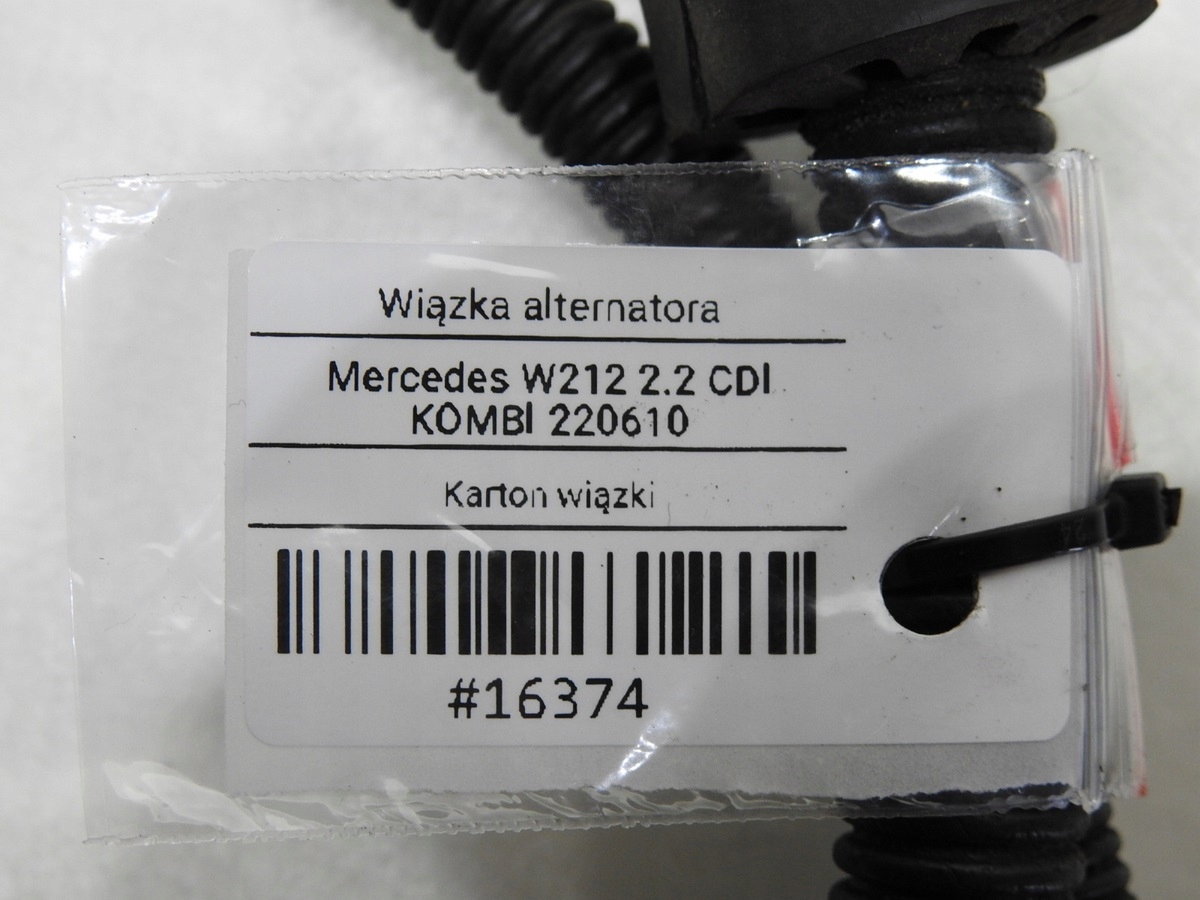 Wiązka alternatora
Mercedes W212 2.2 CDI
KOMBI 220610
Karton wiązki
#16374